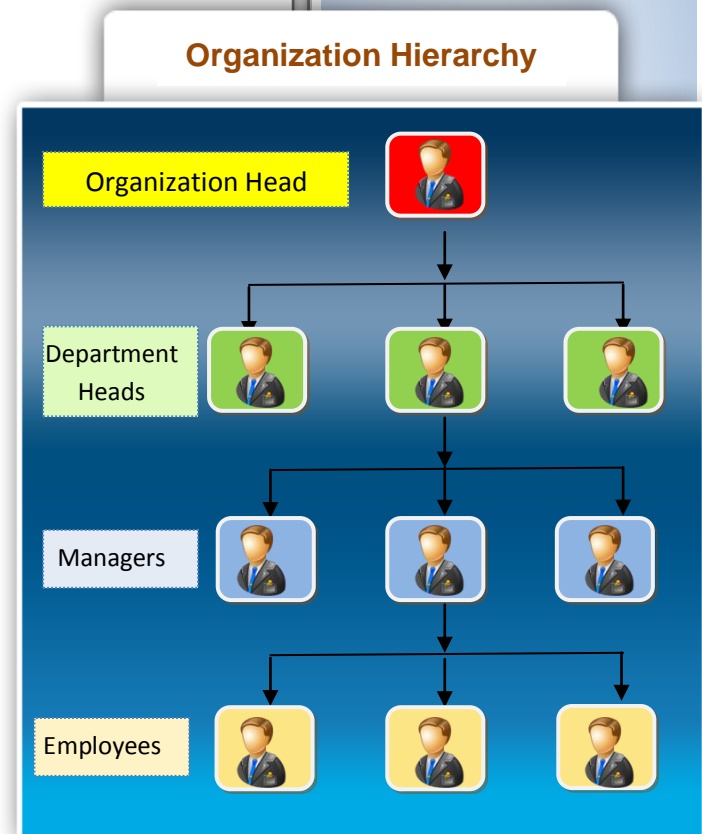 Organization Hierarchy
Organization Head
Department
Heads
Managers
Employees